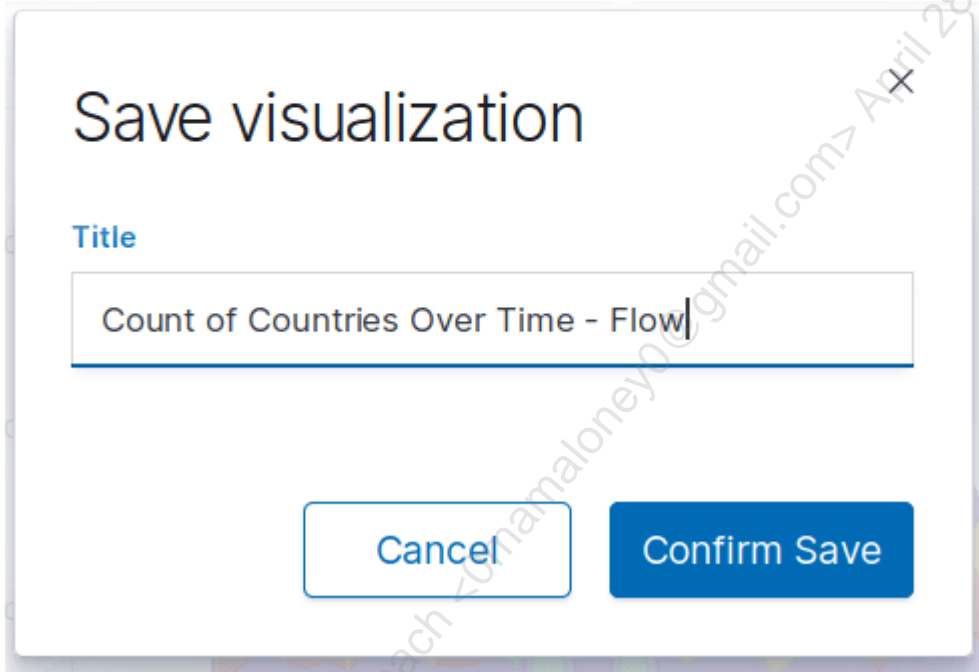 Save visualization
Title
Count of Countries Over Time - Flow
Cancel
Confirm Save